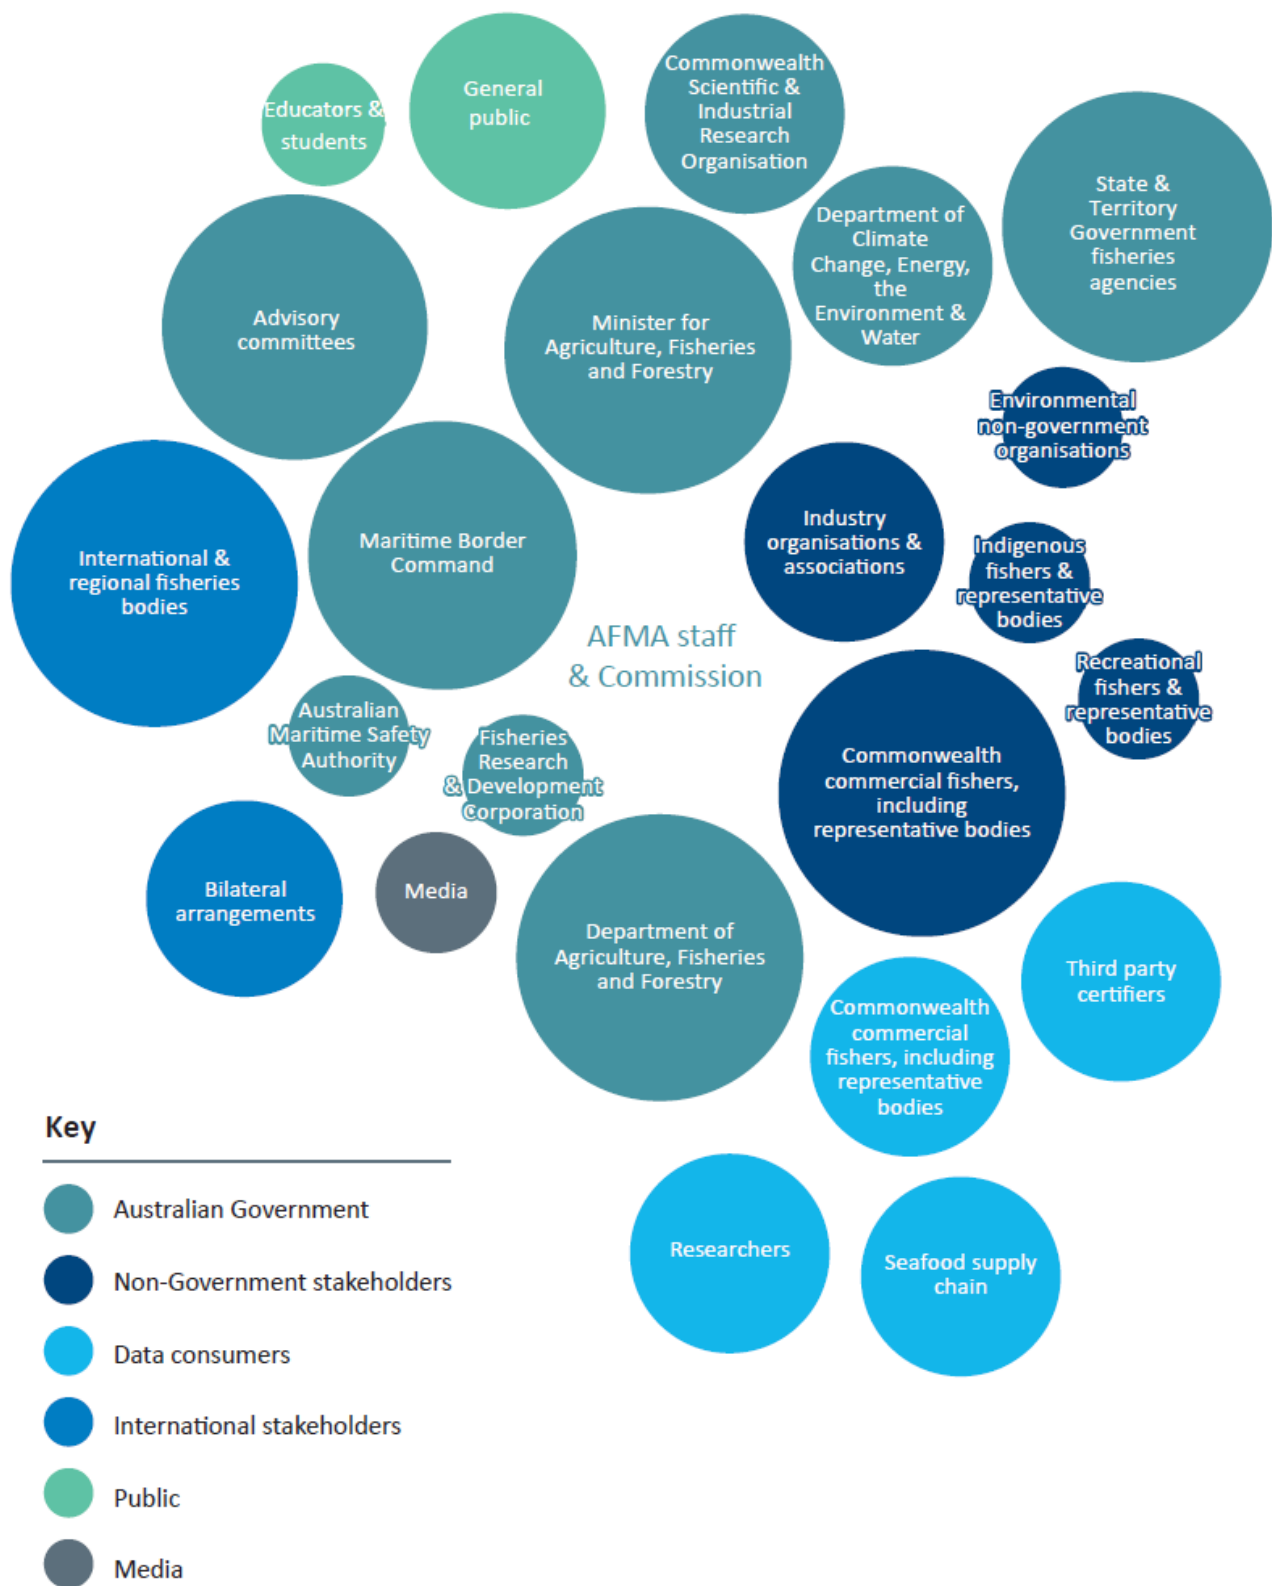 Educators &
students
General
public
Commonwealth
Scientific &
Industrial
Research
Organisation
State &
Territory
Government
fisheries
agencies
Department of
Climate
Change, Energy,
the
Environment &
Water
Advisory
committees
Minister for
Agriculture, Fisheries
and Forestry
Environmental
non-government
organisations
International &
regional fisheries
bodies
Maritime Border
Command
Industry
organisations &
associations
Indigenous
fishers &
representative
bodies
AFMA staff
& Commission
Recreational
fishers &
representative
bodies
Australian
Maritime Safety
Authority
Fisheries
Research
& Development
Corporation
Commonwealth
commercial fishers,
including
representative bodies
Bilateral
arrangements
Media
Department of
Agriculture, Fisheries
and Forestry
Third party
certifiers
Commonwealth
commercial
fishers, including
representative
bodies
Researchers
Seafood supply
chain
Key
Australian Government
Non-Government stakeholders
Data consumers
International stakeholders
Public
Media